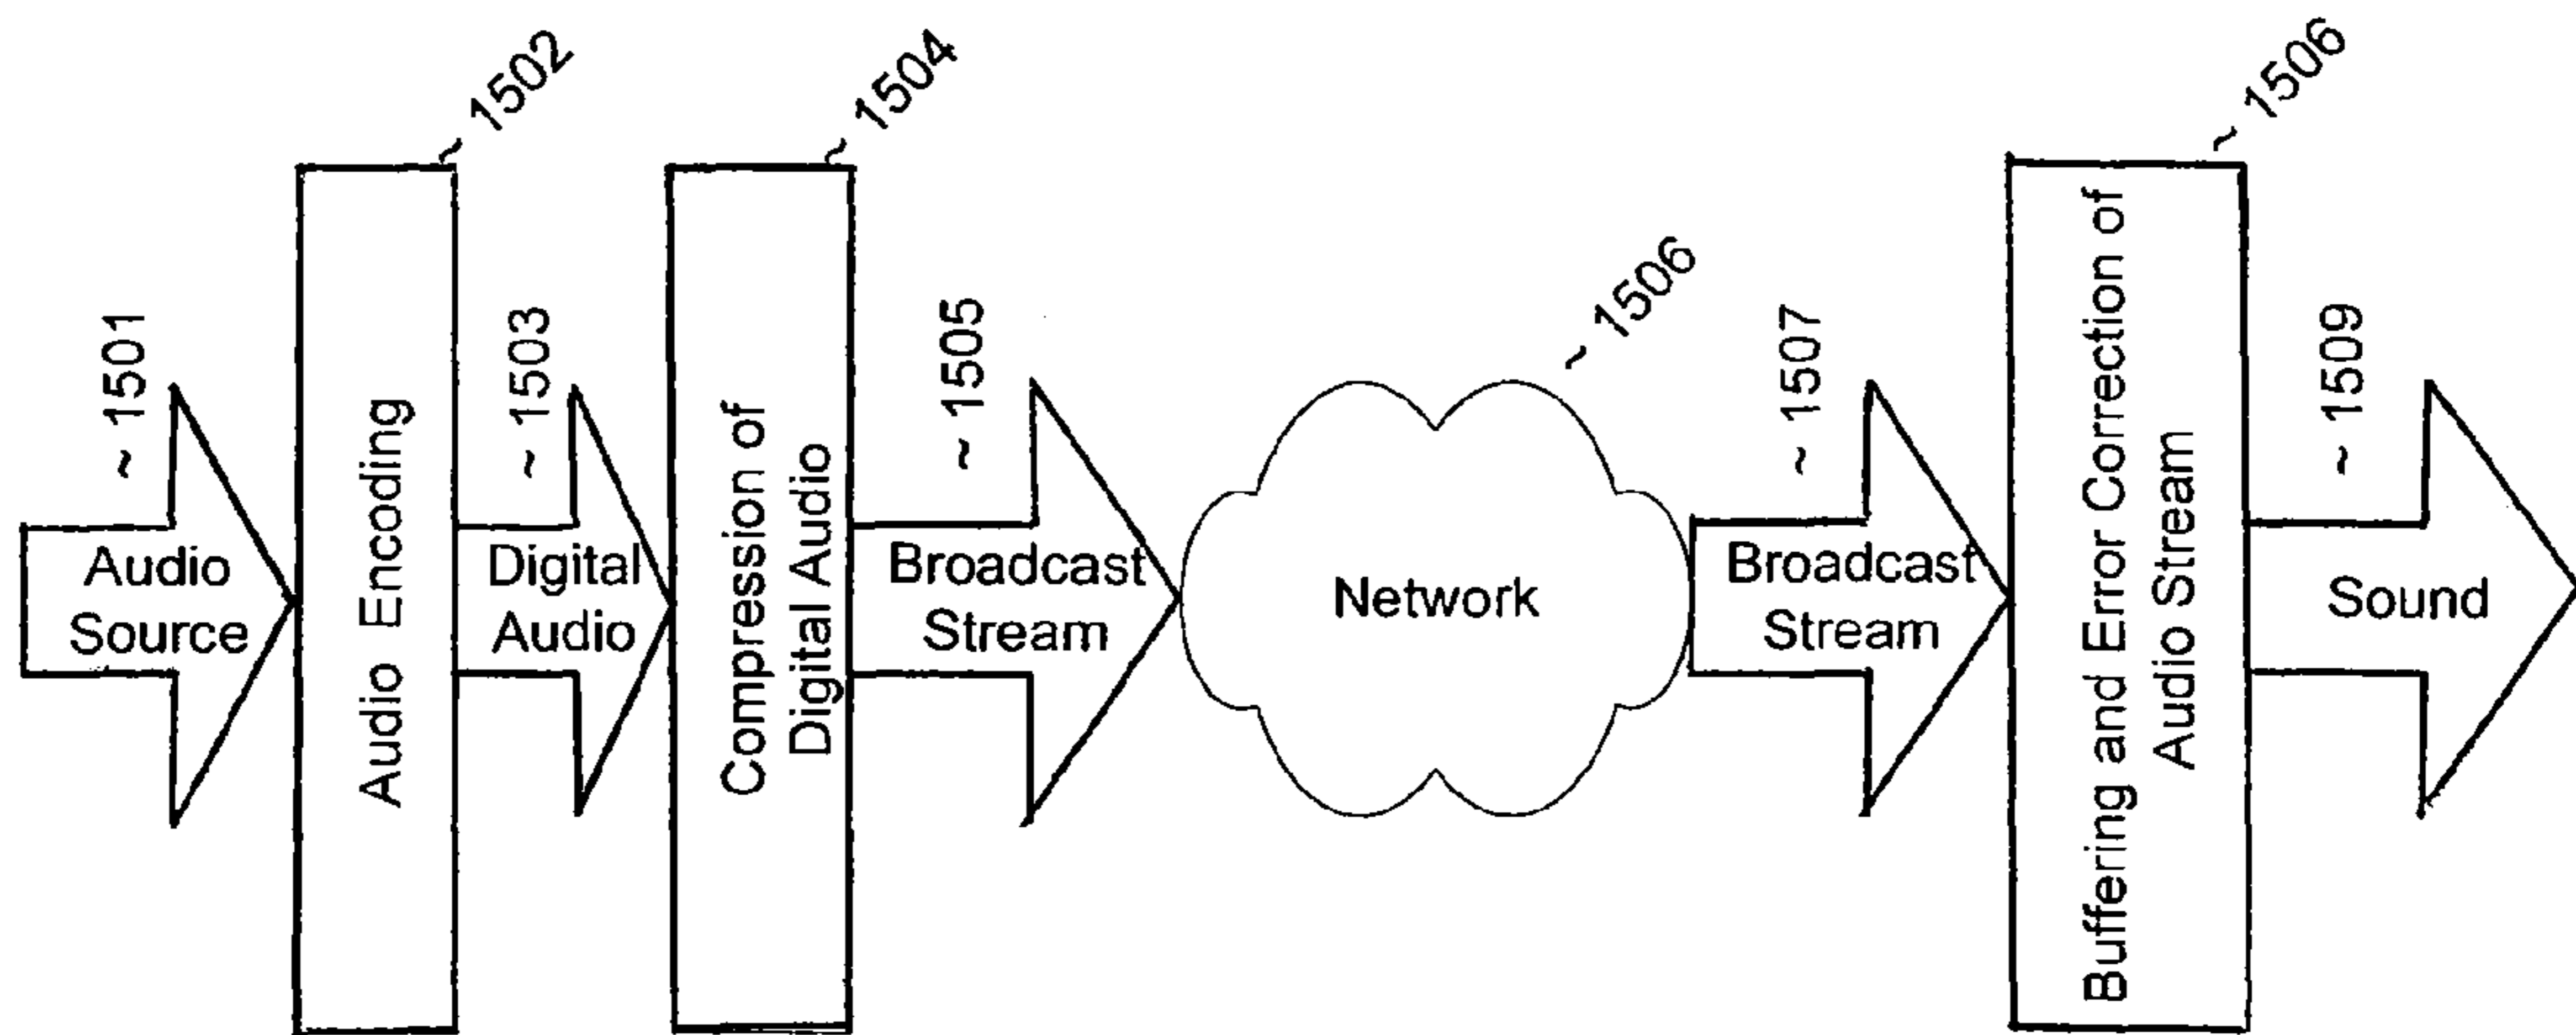 ~ 1501
Audio
Source
~ 1502
Audio Encoding
~ 1503
Digital
Audio
~ 1504
Compression of
Digital Audio
~ 1505
Broadcast
Stream
~ 1506
Network
~ 1507
Broadcast
Stream
~ 1506
Buffering and Error Correction of
Audio Stream
~ 1509
Sound